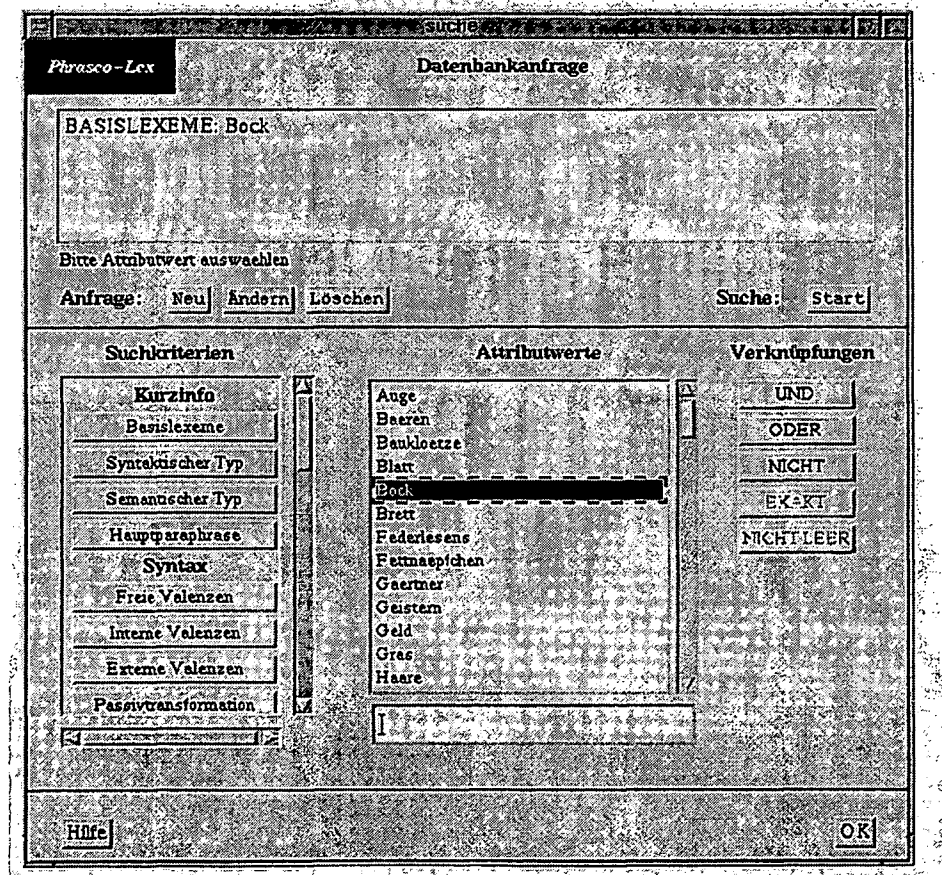 suche
Phraseo-Lex
Datenbankanfrage
BASISLEXEME: Bock
Bitte Attributwert auswaehlen
Anfrage: Neu Ändern Löschen
Suche: Start
Suchkriterien
Kurzinfo
Basislexeme
Syntaktischer Typ
Semantischer Typ
Hauptparaphrase
Syntax
Freie Valenzen
Interne Valenzen
Externe Valenzen
Passivtransformation
Attributwerte
Auge
Baeren
Baukloetze
Blatt
Bock
Brett
Federlesens
Fettnaepfchen
Gaertner
Geistern
Geld
Gras
Haare
Verknüpfungen
UND
ODER
NICHT
EXAKT
NICHT LEER
Hilfe
OK